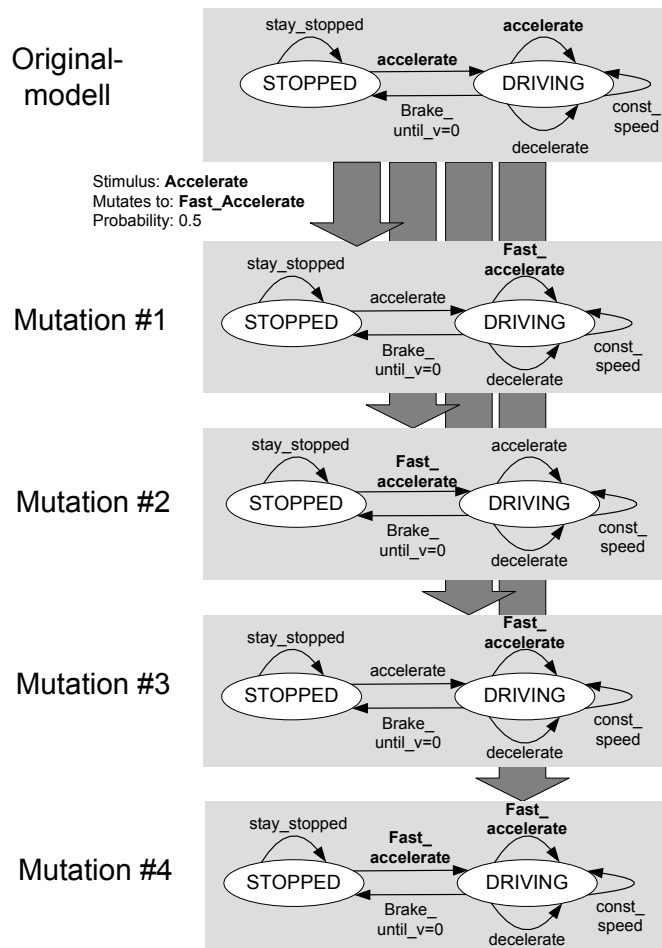 Original-
modell
stay_stopped
accelerate
accelerate
STOPPED
DRIVING
Brake_
until_v=0
const_
speed
decelerate
Stimulus: Accelerate
Mutates to: Fast_Accelerate
Probability: 0.5
Mutation #1
stay_stopped
accelerate
Fast_
accelerate
STOPPED
DRIVING
Brake_
until_v=0
const_
speed
decelerate
Mutation #2
stay_stopped
Fast_
accelerate
accelerate
STOPPED
DRIVING
Brake_
until_v=0
const_
speed
decelerate
Mutation #3
stay_stopped
accelerate
Fast_
accelerate
STOPPED
DRIVING
Brake_
until_v=0
const_
speed
decelerate
Mutation #4
stay_stopped
Fast_
accelerate
Fast_
accelerate
STOPPED
DRIVING
Brake_
until_v=0
const_
speed
decelerate